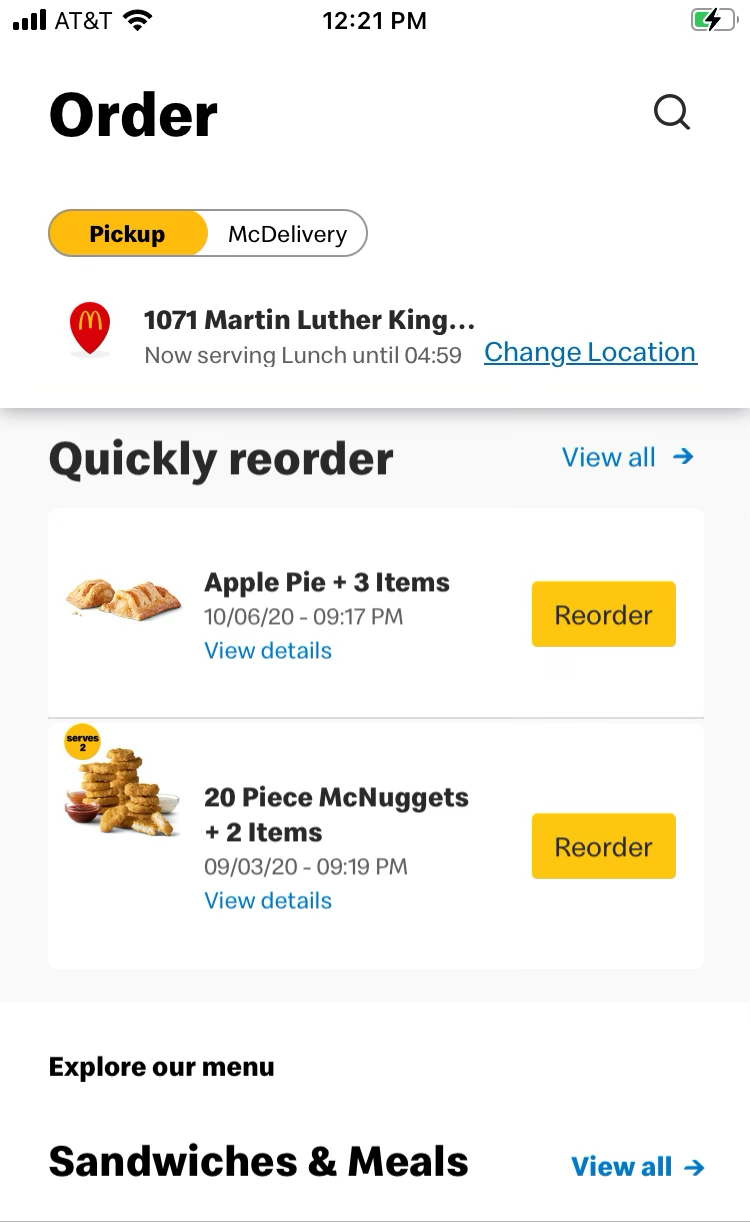 AT&T 12:21 PM
Order
Pickup McDelivery
1071 Martin Luther King...
Now serving Lunch until 04:59 Change Location
Quickly reorder View all →
Apple Pie + 3 Items
10/06/20 - 09:17 PM
Reorder
View details
serves
2
20 Piece McNuggets
+ 2 Items
Reorder
09/03/20 - 09:19 PM
View details
Explore our menu
Sandwiches & Meals View all →